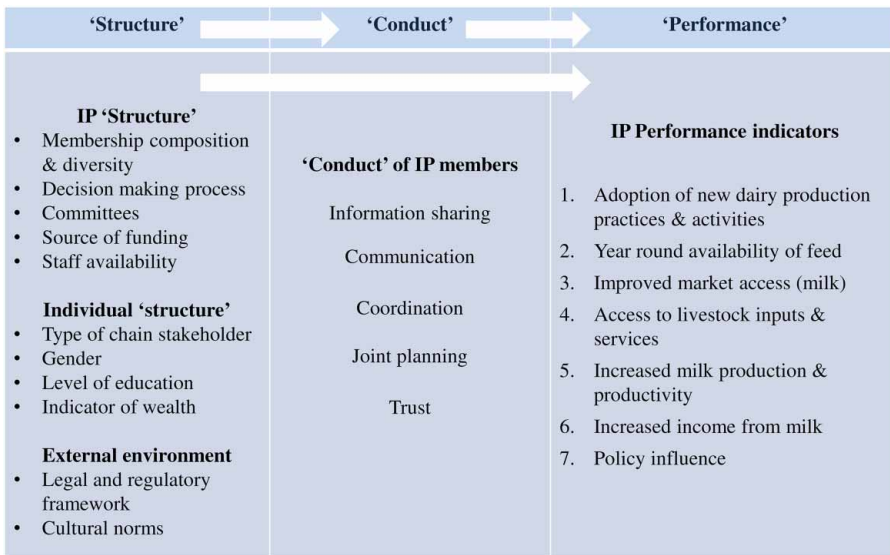 ‘Structure’
‘Conduct’
‘Performance’
IP ‘Structure’
• Membership composition
& diversity
• Decision making process
• Committees
• Source of funding
• Staff availability
Individual ‘structure’
• Type of chain stakeholder
• Gender
• Level of education
• Indicator of wealth
External environment
• Legal and regulatory
framework
• Cultural norms
‘Conduct’ of IP members
Information sharing
Communication
Coordination
Joint planning
Trust
IP Performance indicators
1. Adoption of new dairy production
practices & activities
2. Year round availability of feed
3. Improved market access (milk)
4. Access to livestock inputs &
services
5. Increased milk production &
productivity
6. Increased income from milk
7. Policy influence